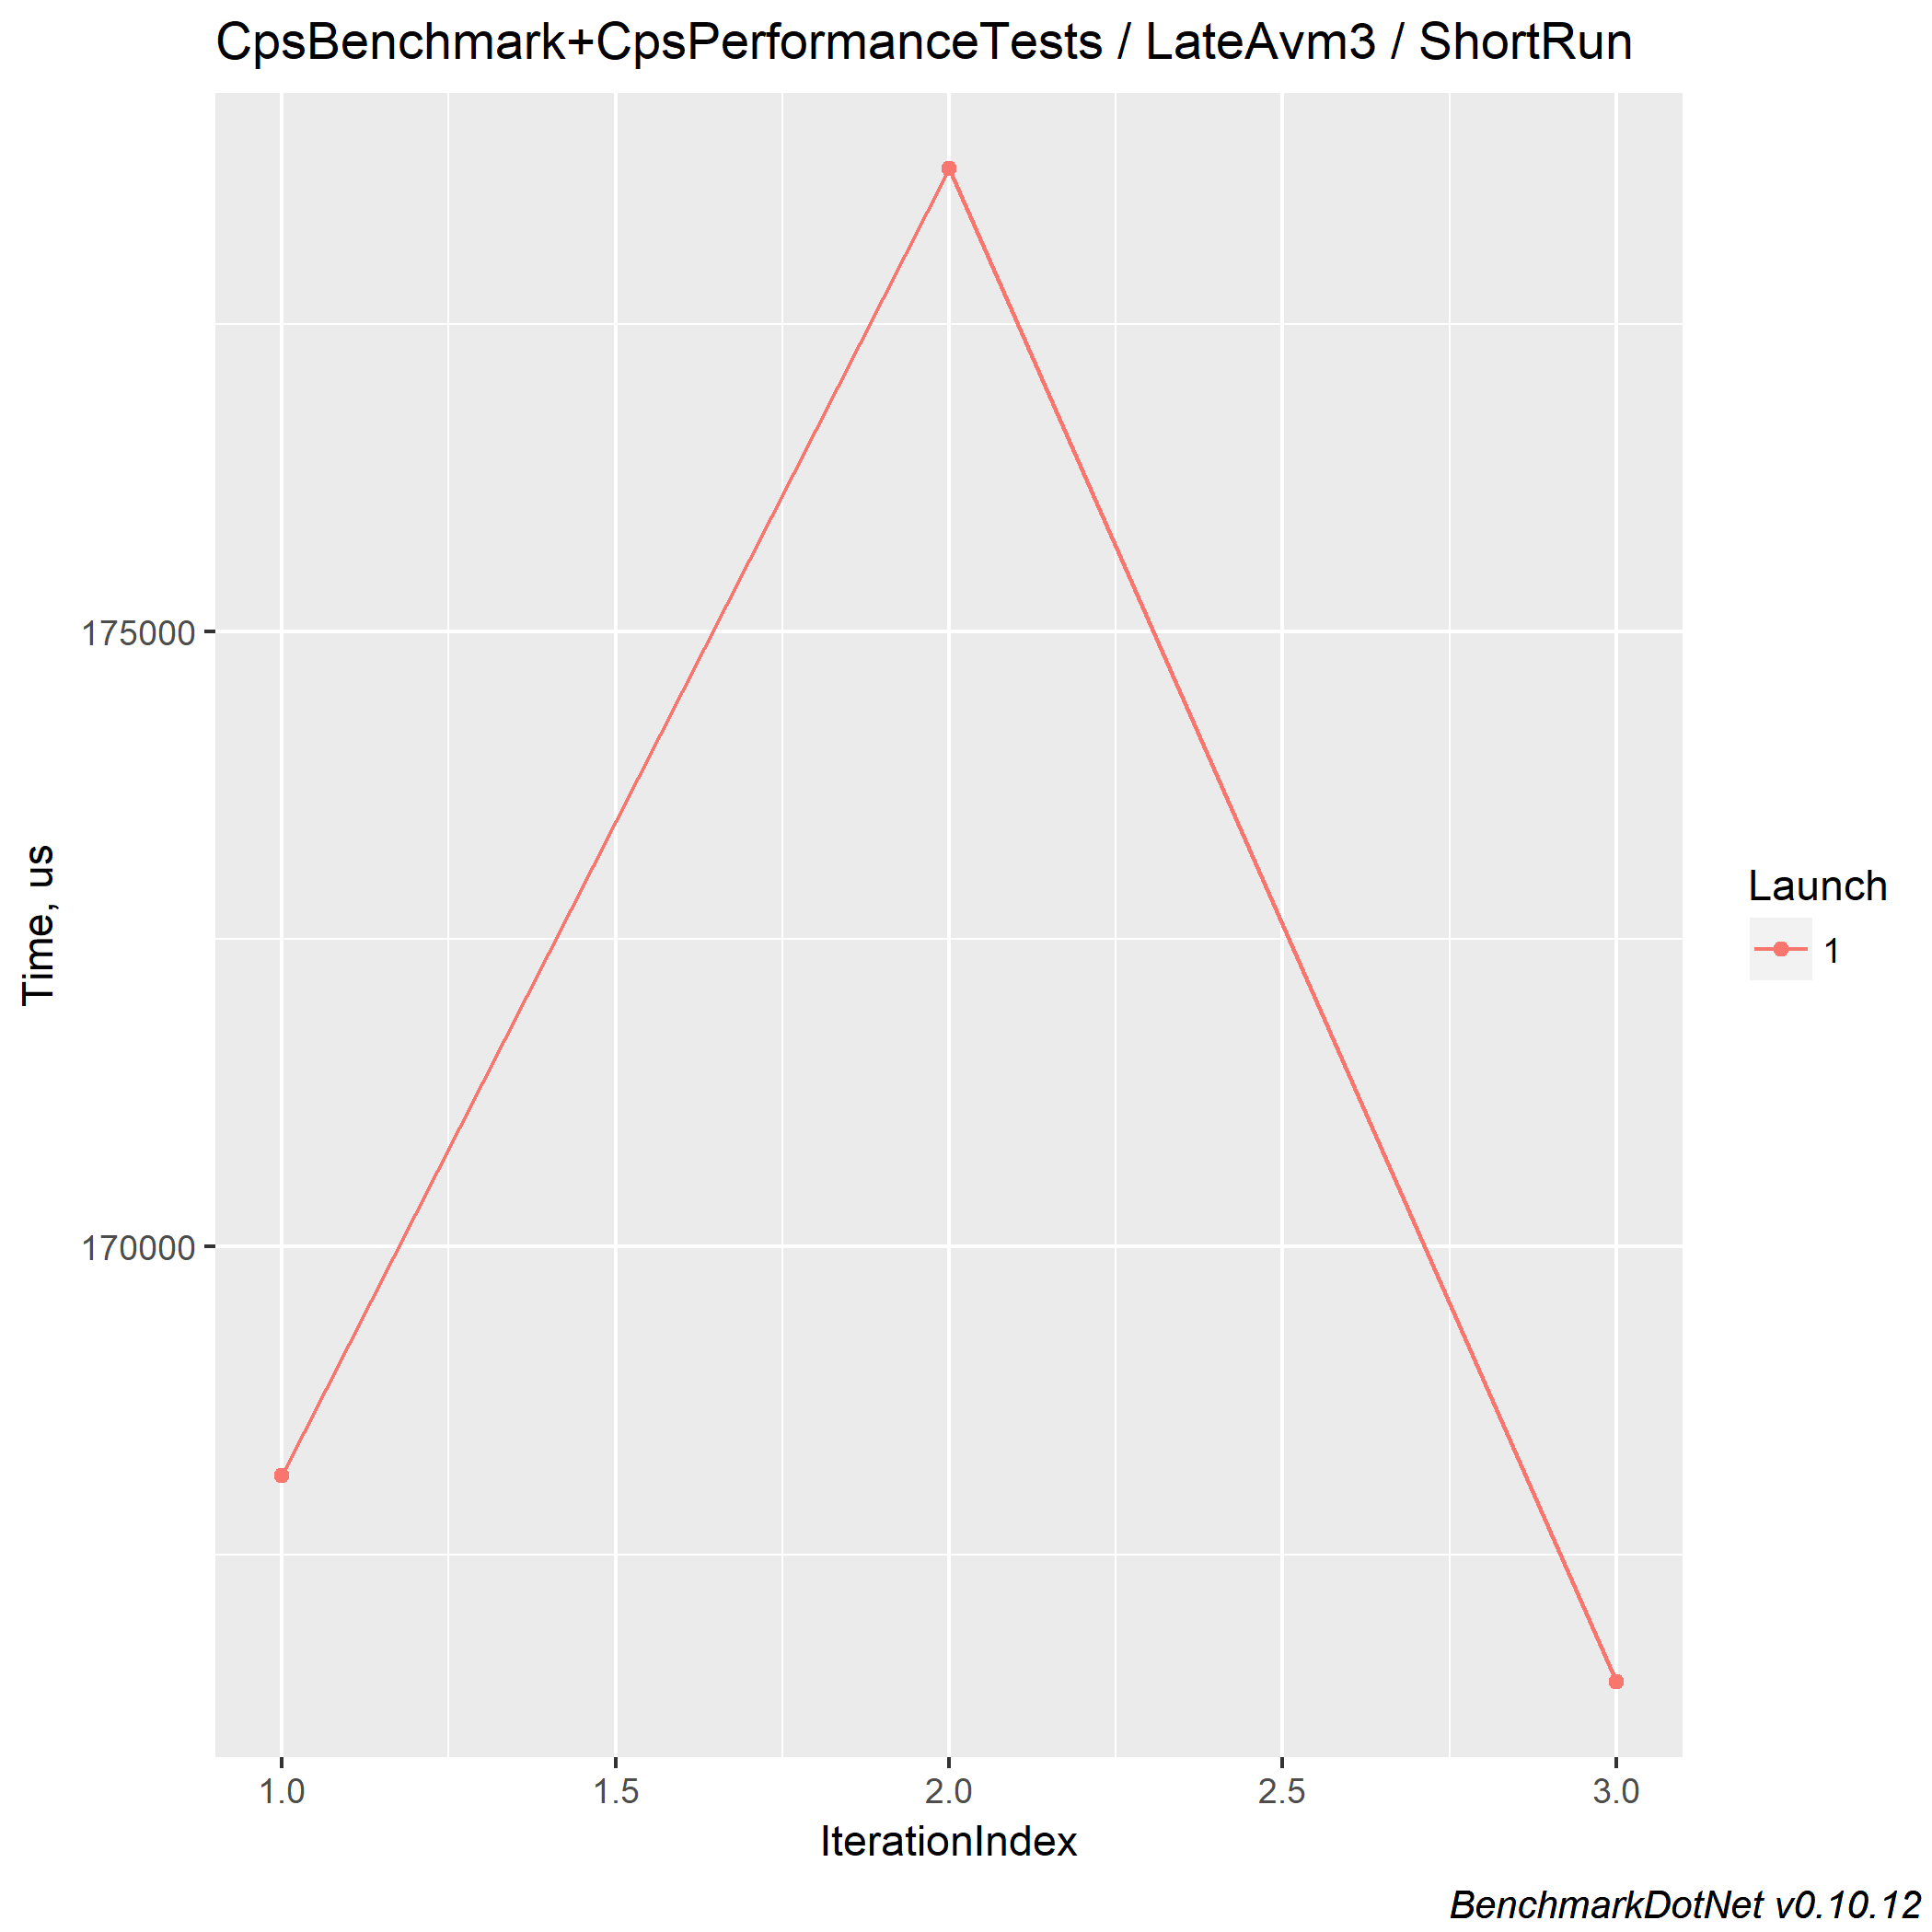 CpsBenchmark+CpsPerformanceTests / LateAvm3 / ShortRun
Time, us
175000
170000
1.0 1.5 2.0 2.5 3.0
IterationIndex
Launch
1
BenchmarkDotNet v0.10.12